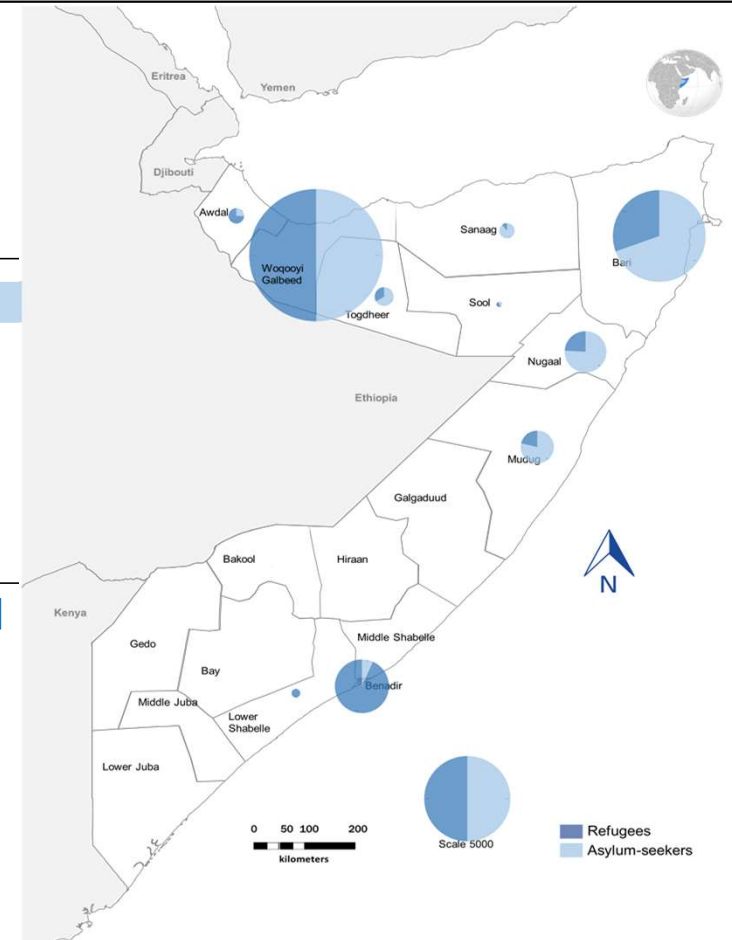 Eritrea
Yemen
Djibouti
Awdal
Sanaag
Woqooyi
Galbeed
Bari
Togdheer
Sool
Nugaal
Ethiopia
Mudug
Galgaduud
Bakool
Hiraan
N
Kenya
Middle Shabelle
Gedo
Bay
Benadir
Middle Juba
Lower
Shabelle
Lower Juba
0 50 100 200
kilometers
Scale 5000
Refugees
Asylum-seekers